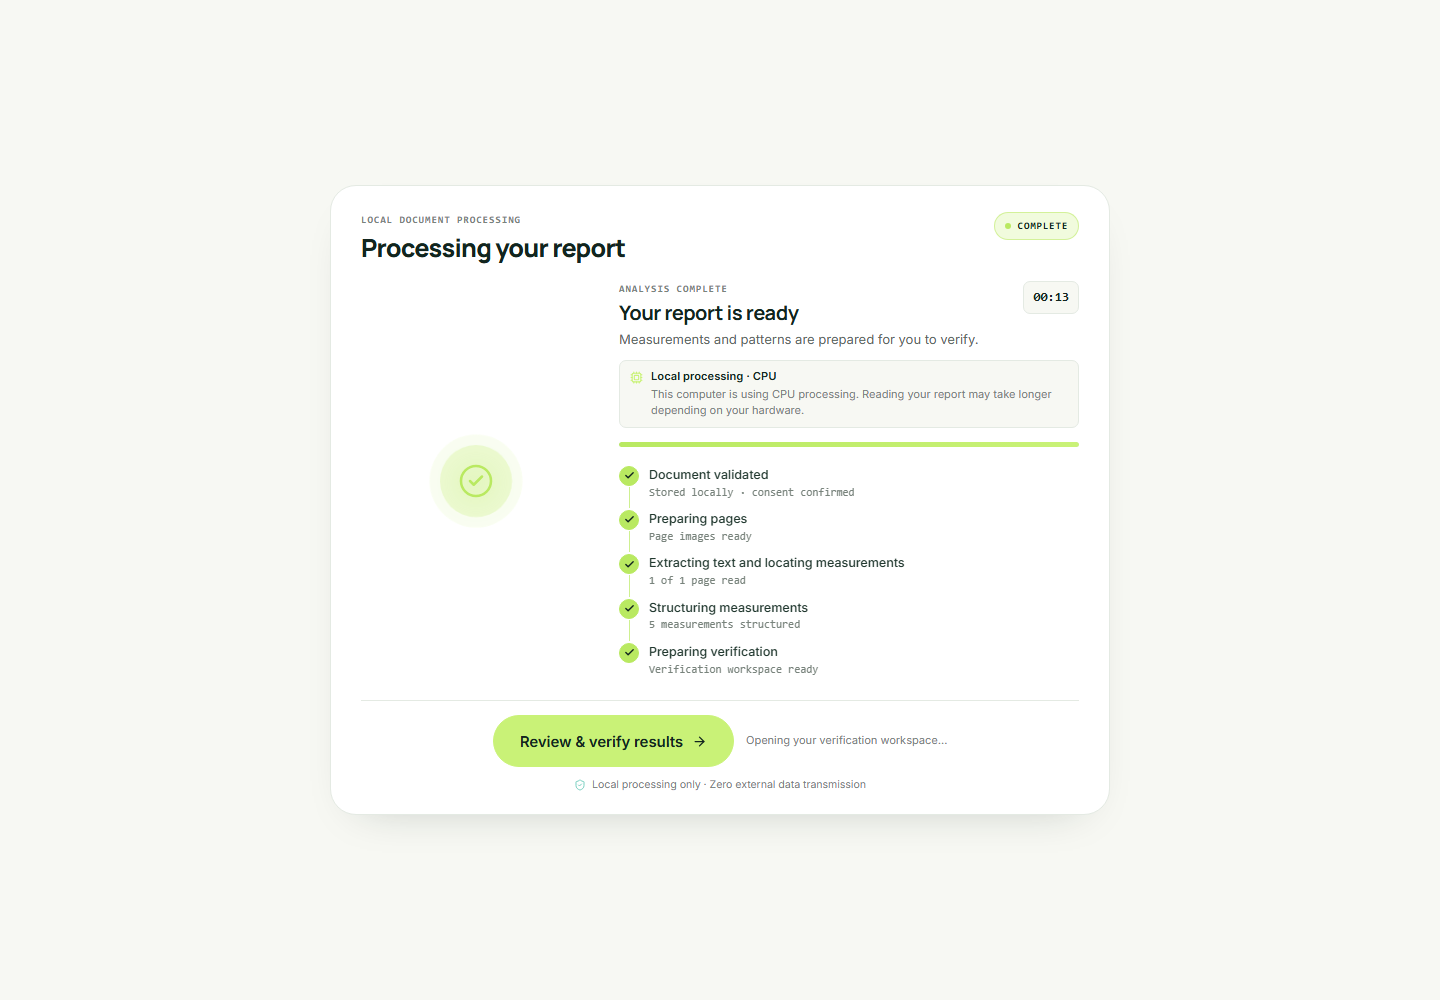 LOCAL DOCUMENT PROCESSING
Processing your report
COMPLETE
ANALYSIS COMPLETE
Your report is ready
00:13
Measurements and patterns are prepared for you to verify.
Local processing · CPU
This computer is using CPU processing. Reading your report may take longer
depending on your hardware.
Document validated
Stored locally · consent confirmed
Preparing pages
Page images ready
Extracting text and locating measurements
1 of 1 page read
Structuring measurements
5 measurements structured
Preparing verification
Verification workspace ready
Review & verify results →
Opening your verification workspace...
Local processing only · Zero external data transmission